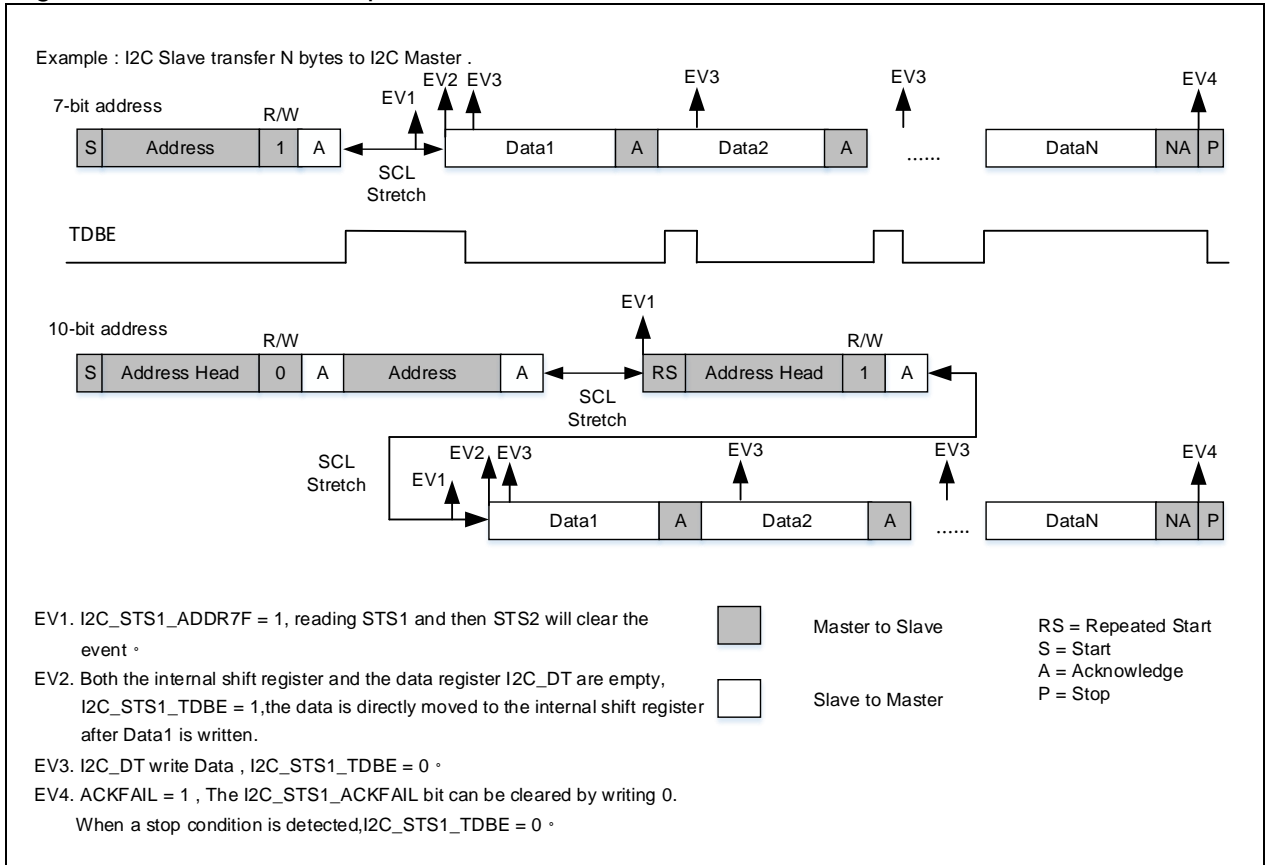 Example : I2C Slave transfer N bytes to I2C Master .
EV2 EV3 EV3 EV3 EV4
7-bit address R/W EV1
S Address 1 A Data1 A Data2 A ...... DataN NA P
SCL
Stretch
TDBE
EV1
10-bit address
R/W R/W
S Address Head 0 A Address A RS Address Head 1 A
SCL
Stretch
SCL
Stretch
EV1 EV2 EV3 EV3 EV3 EV4
Data1 A Data2 A ...... DataN NA P
EV1. I2C_STS1_ADDR7F = 1, reading STS1 and then STS2 will clear the
event 。
EV2. Both the internal shift register and the data register I2C_DT are empty,
I2C_STS1_TDBE = 1,the data is directly moved to the internal shift register
after Data1 is written.
EV3. I2C_DT write Data , I2C_STS1_TDBE = 0 。
EV4. ACKFAIL = 1 , The I2C_STS1_ACKFAIL bit can be cleared by writing 0.
When a stop condition is detected,I2C_STS1_TDBE = 0 。
Master to Slave
Slave to Master
RS = Repeated Start
S = Start
A = Acknowledge
P = Stop